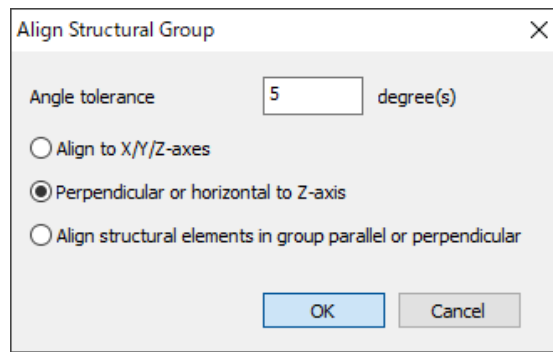 Align Structural Group
Angle tolerance 5 degree(s)
Align to X/Y/Z-axes
Perpendicular or horizontal to Z-axis
Align structural elements in group parallel or perpendicular
OK Cancel